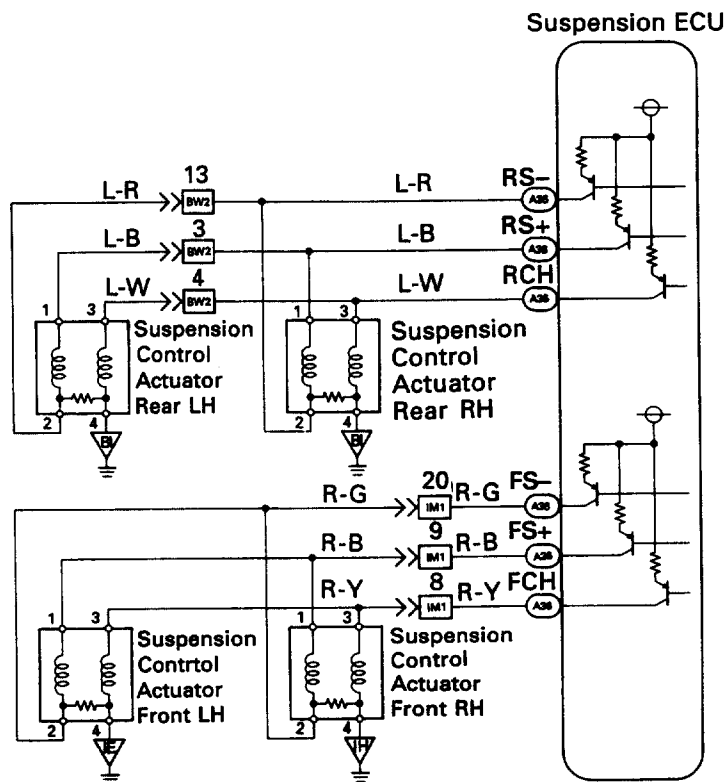 Suspension ECU
13
L-R
BW2
L-R
RS-
A36
3
L-B
BW2
L-B
RS+
A36
4
L-W
BW2
L-W
RCH
A36
1
3
Suspension
Control
Actuator
Rear LH
2
4
BI
1
3
Suspension
Control
Actuator
Rear RH
2
4
BI
20
R-G
IM1
R-G
FS-
A36
9
R-B
IM1
R-B
FS+
A36
8
R-Y
IM1
R-Y
FCH
A36
1
3
Suspension
Contrtol
Actuator
Front LH
2
4
IE
1
3
Suspension
Control
Actuator
Front RH
2
4
IH